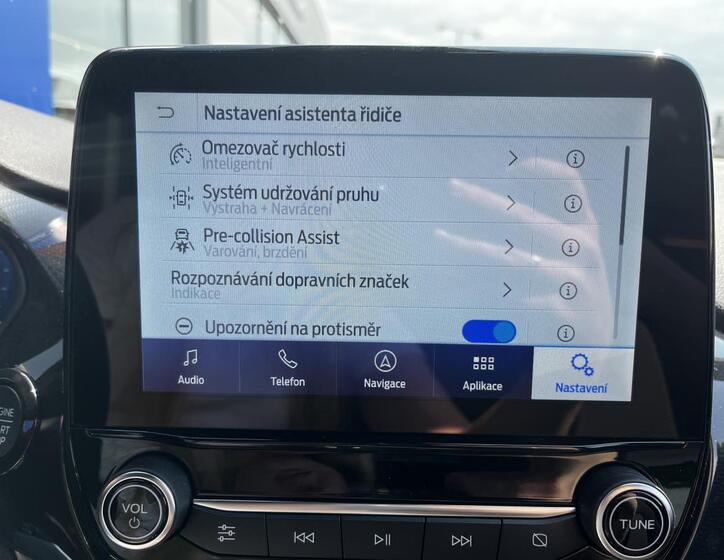 Nastavení asistenta řidiče
Omezovač rychlosti
Inteligentní
Systém udržování pruhu
Výstraha + Navrácení
Pre-collision Assist
Varování, brzdění
Rozpoznávání dopravních značek
Indikace
Upozornění na protisměr
Audio
Telefon
Navigace
Aplikace
Nastavení
VOL
TUNE